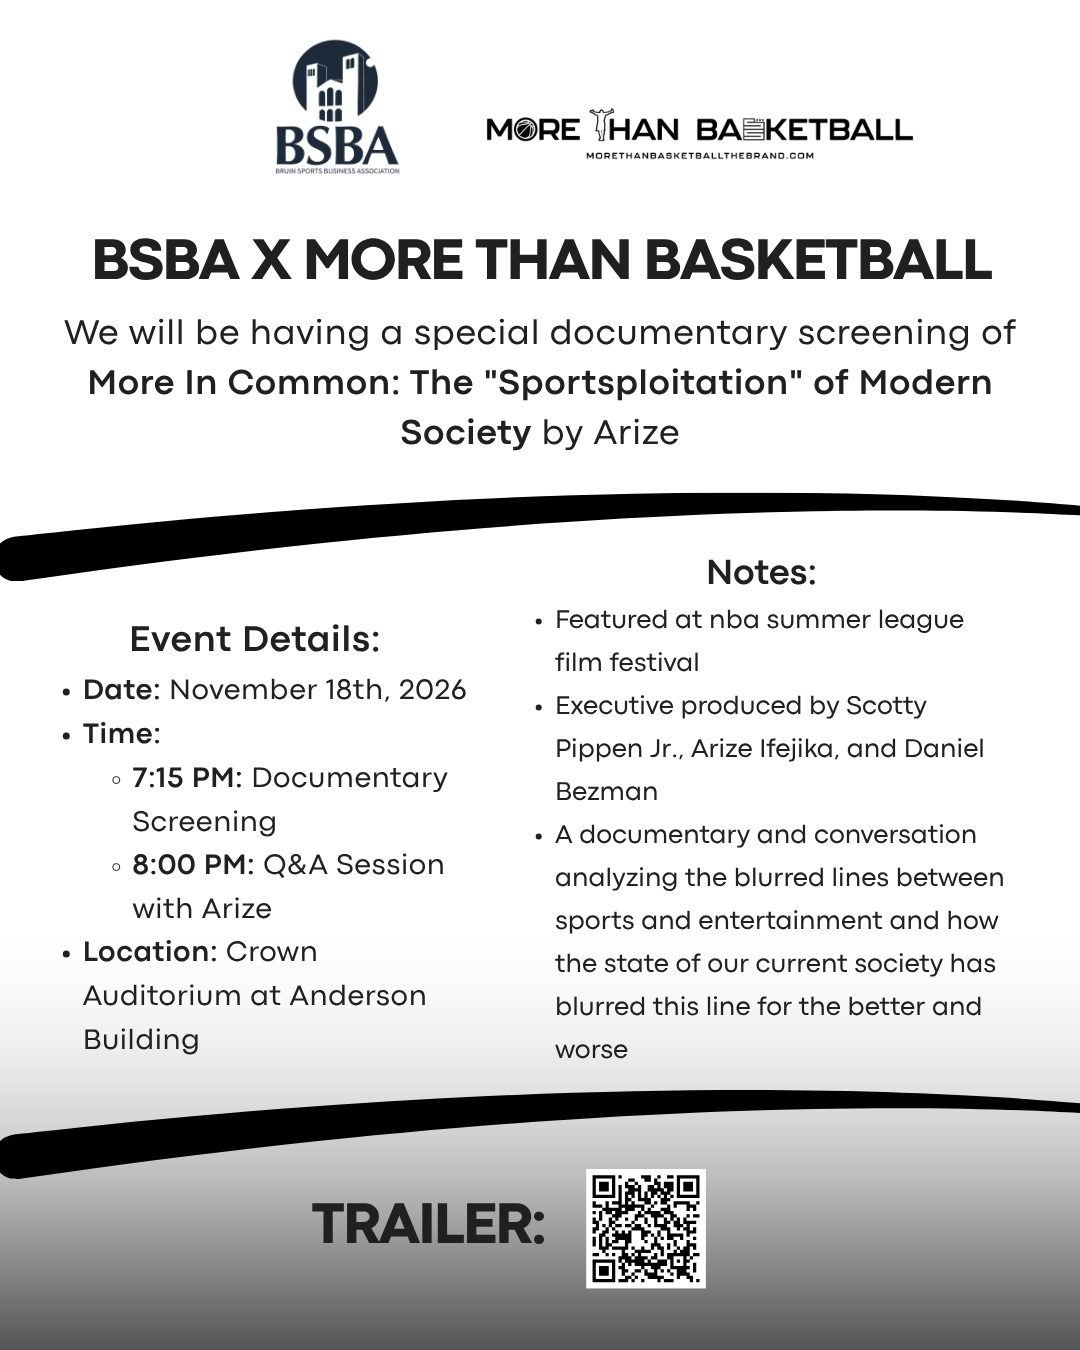 BSBA
BRUIN SPORTS BUSINESS ASSOCIATION
MORE THAN BASKETBALL
MORETHANBASKETBALLTHEBRAND.COM
BSBA X MORE THAN BASKETBALL
We will be having a special documentary screening of
More In Common: The "Sportsploitation" of Modern
Society by Arize
Event Details:
• Date: November 18th, 2026
• Time:
◦ 7:15 PM: Documentary
Screening
◦ 8:00 PM: Q&A Session
with Arize
• Location: Crown
Auditorium at Anderson
Building
Notes:
• Featured at nba summer league
film festival
• Executive produced by Scotty
Pippen Jr., Arize Ifejika, and Daniel
Bezman
• A documentary and conversation
analyzing the blurred lines between
sports and entertainment and how
the state of our current society has
blurred this line for the better and
worse
TRAILER: